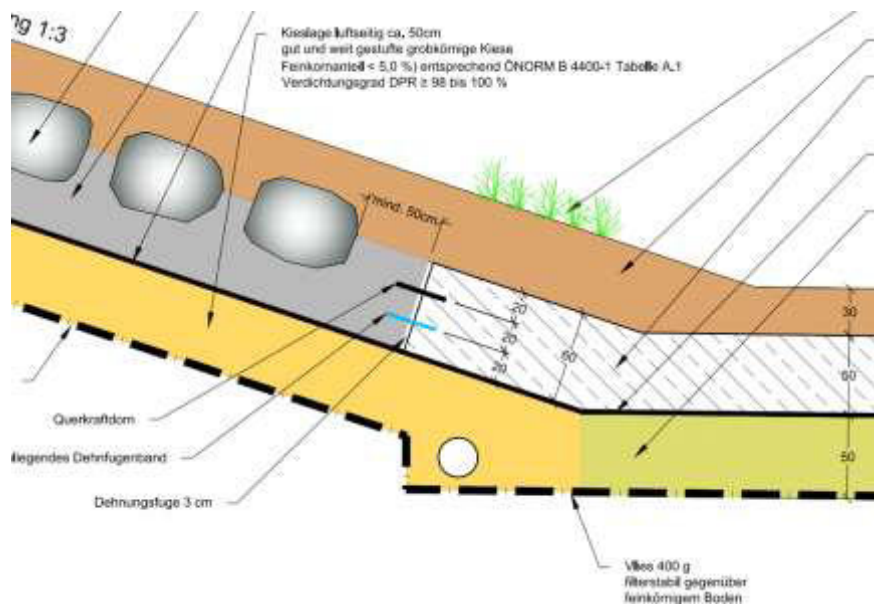 ng 1:3
Kieslage luftseitig ca. 50cm
gut und weit gestufte grobkörnige Kiese
Feinkornanteil < 5,0 %) entsprechend ÖNORM B 4400-1 Tabelle A.1
Verdichtungsgrad DPR ≥ 98 bis 100 %
mind. 50cm
20
20
20
60
30
60
50
Querkraftdorn
liegendes Dehnfugenband
Dehnungsfuge 3 cm
Vlies 400 g
filterstabil gegenüber
feinkörnigem Boden